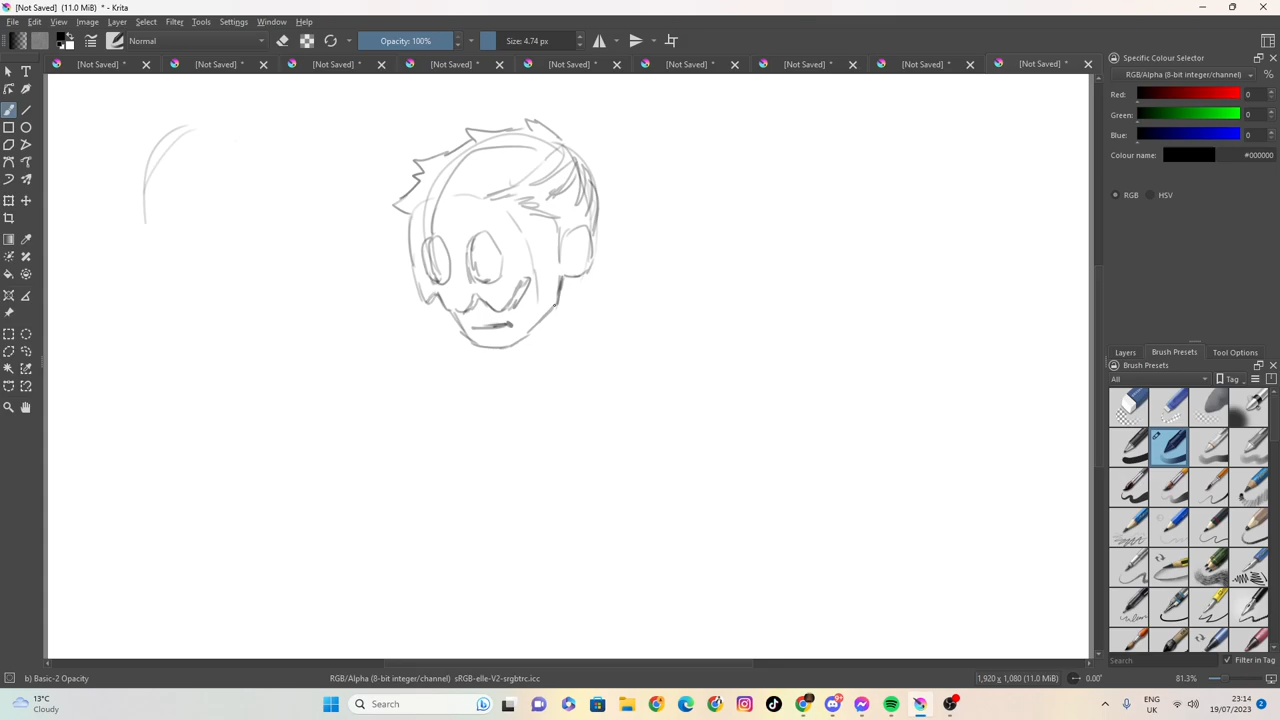 [Not Saved] (11.0 MiB) * - Krita
File Edit View Image Layer Select Filter Tools Settings Window Help
Normal Opacity: 100% Size: 4.74 px
[Not Saved] * [Not Saved] * [Not Saved] * [Not Saved] * [Not Saved] * [Not Saved] * [Not Saved] * [Not Saved] * [Not Saved] *
Specific Colour Selector
RGB/Alpha (8-bit integer/channel) %
Red: 0
Green: 0
Blue: 0
Colour name: #000000
RGB HSV
Layers Brush Presets Tool Options
Brush Presets
All Tag
Search Filter in Tag
b) Basic-2 Opacity RGB/Alpha (8-bit integer/channel) sRGB-elle-V2-srgbtrc.icc 1,920 x 1,080 (11.0 MiB) 0.00° 81.3%
13°C
Cloudy
Search
ENG
UK
23:14
19/07/2023